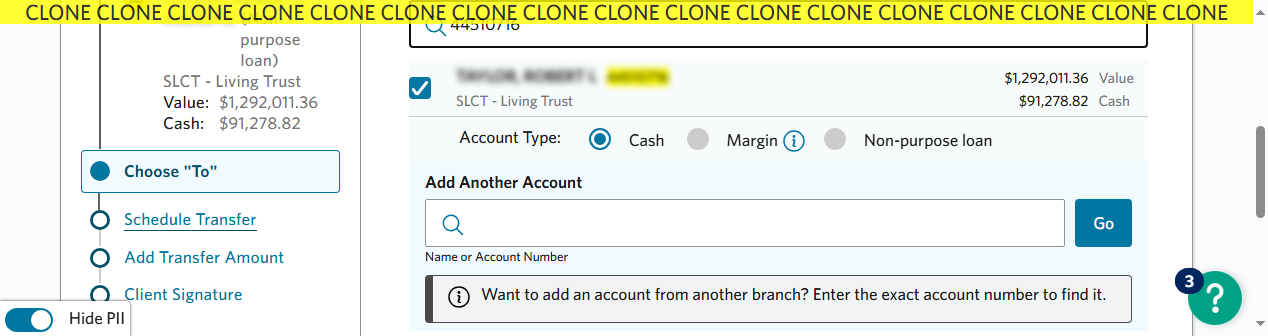 CLONE CLONE CLONE CLONE CLONE CLONE CLONE CLONE CLONE CLONE CLONE CLONE CLONE CLONE CLONE CLONE CLONE
purpose
loan)
SLCT - Living Trust
Value: $1,292,011.36
Cash: $91,278.82
Choose "To"
Schedule Transfer
Add Transfer Amount
Client Signature
Hide PII
44510716
$1,292,011.36 Value
SLCT - Living Trust
$91,278.82 Cash
Account Type:
Cash
Margin
Non-purpose loan
Add Another Account
Go
Name or Account Number
Want to add an account from another branch? Enter the exact account number to find it.
3
?